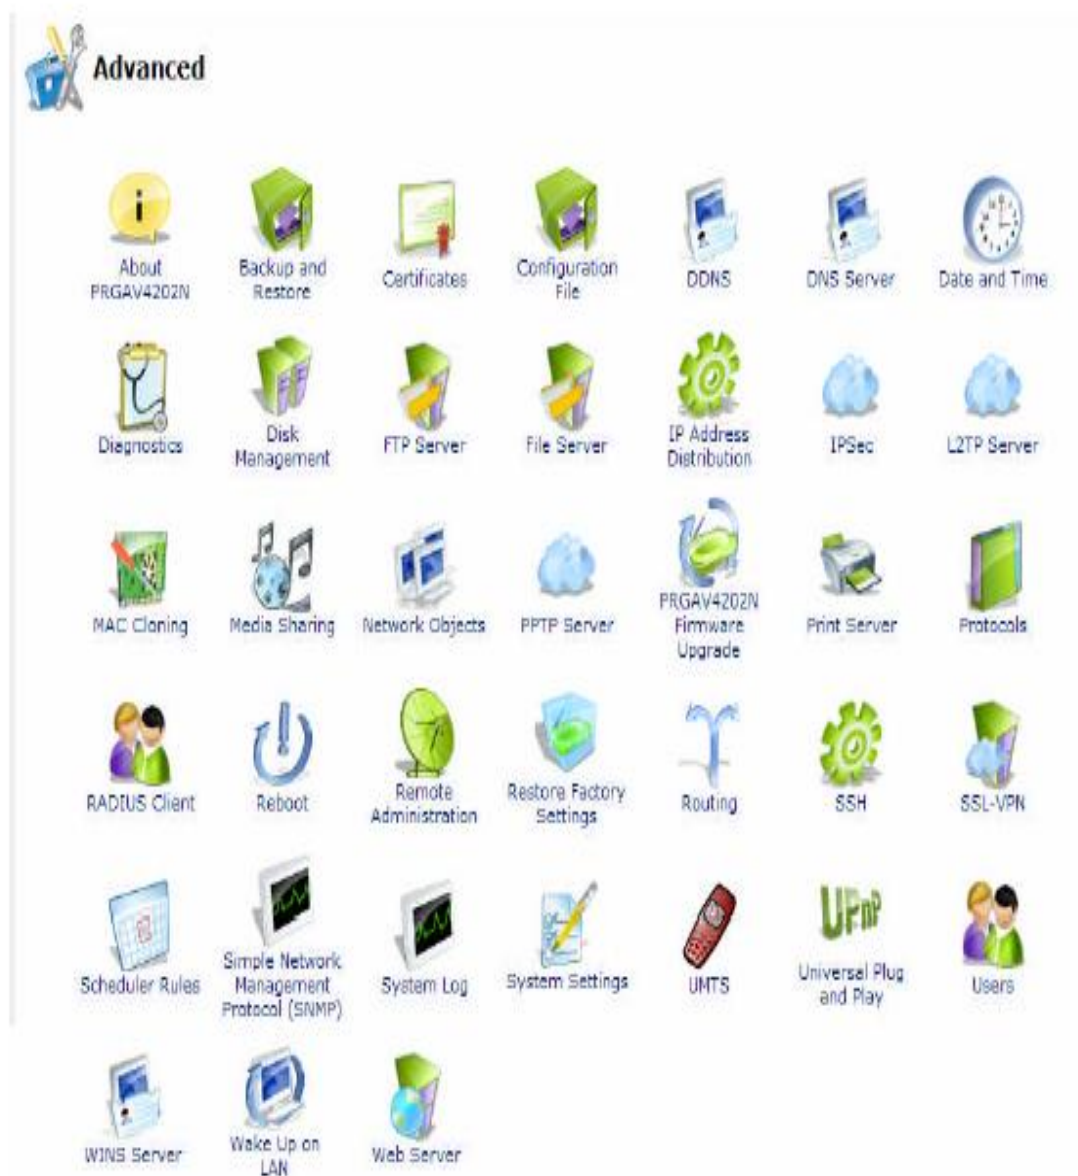 Advanced
About
PRGAV4202N
Backup and
Restore
Certificates
Configuration
File
DDNS
DNS Server
Date and Time
Diagnostics
Disk
Management
FTP Server
File Server
IP Address
Distribution
IPSec
L2TP Server
MAC Cloning
Media Sharing
Network Objects
PPTP Server
PRGAV4202N
Firmware
Upgrade
Print Server
Protocols
RADIUS Client
Reboot
Remote
Administration
Restore Factory
Settings
Routing
SSH
SSL-VPN
Scheduler Rules
Simple Network
Management
Protocol (SNMP)
System Log
System Settings
UMTS
UPnP
Universal Plug
and Play
Users
WINS Server
Wake Up on
LAN
Web Server